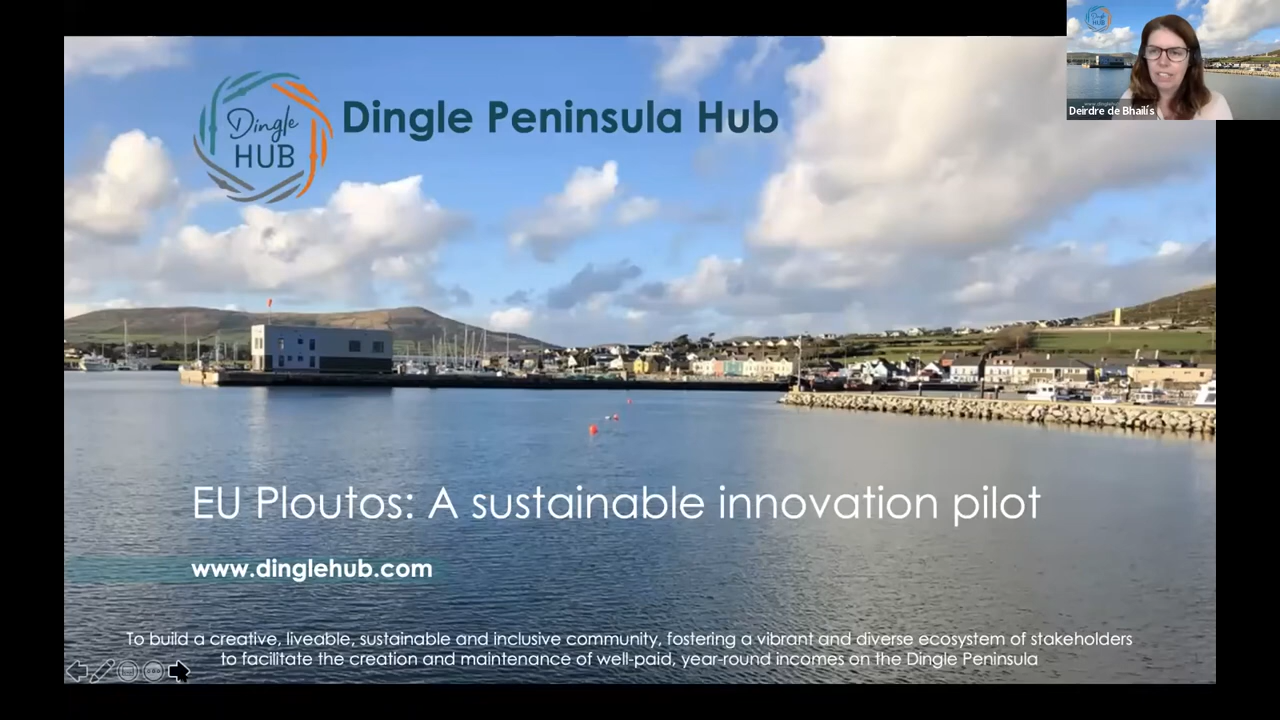 Dingle
HUB
Dingle Peninsula Hub
Dingle
HUB
Deirdre de Bhailís
EU Ploutos: A sustainable innovation pilot
www.dinglehub.com
To build a creative, liveable, sustainable and inclusive community, fostering a vibrant and diverse ecosystem of stakeholders
to facilitate the creation and maintenance of well-paid, year-round incomes on the Dingle Peninsula